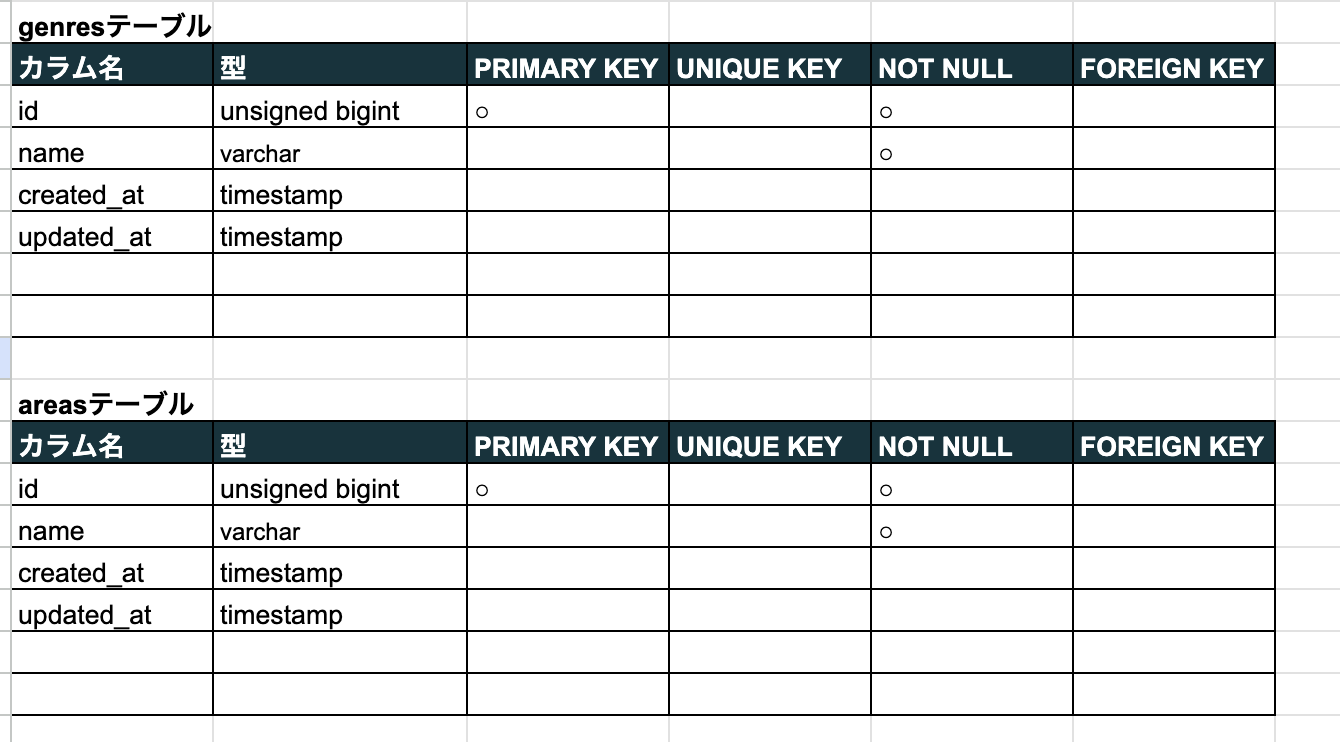 genresテーブル
カラム名 型 PRIMARY KEY UNIQUE KEY NOT NULL FOREIGN KEY
id unsigned bigint ○ ○
name varchar ○
created_at timestamp
updated_at timestamp
areasテーブル
カラム名 型 PRIMARY KEY UNIQUE KEY NOT NULL FOREIGN KEY
id unsigned bigint ○ ○
name varchar ○
created_at timestamp
updated_at timestamp